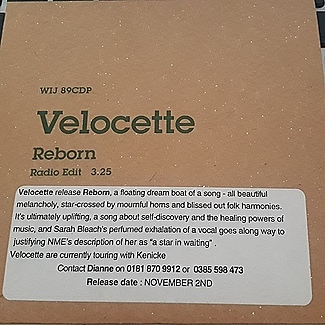 WIJ 89CDP
Velocette
Reborn
Radio Edit 3.25
Velocette release Reborn, a floating dream boat of a song - all beautiful
melancholy, star-crossed by mournful horns and blissed out folk harmonies.
It's ultimately uplifting, a song about self-discovery and the healing powers of
music, and Sarah Bleach's perfumed exhalation of a vocal goes along way to
justifying NME's description of her as "a star in waiting" .
Velocette are currently touring with Kenicke
Contact Dianne on 0181 870 9912 or 0385 598 473
Release date : NOVEMBER 2ND